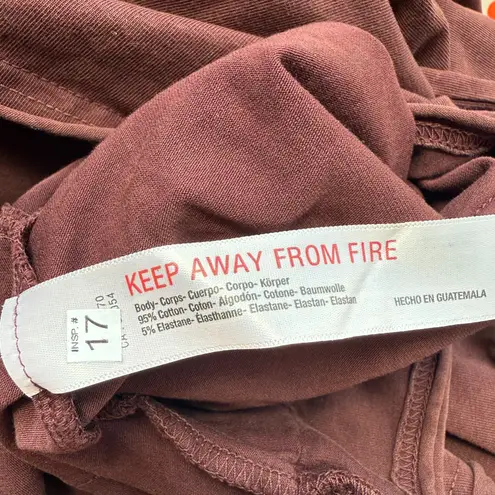 KEEP AWAY FROM FIRE
Body- Corps- Cuerpo- Corpo- Körper
95% Cotton- Coton- Algodón- Cotone- Baumwolle
5% Elastane- Élasthanne- Elastane- Elastan- Elastan
HECHO EN GUATEMALA
INSP. #
17